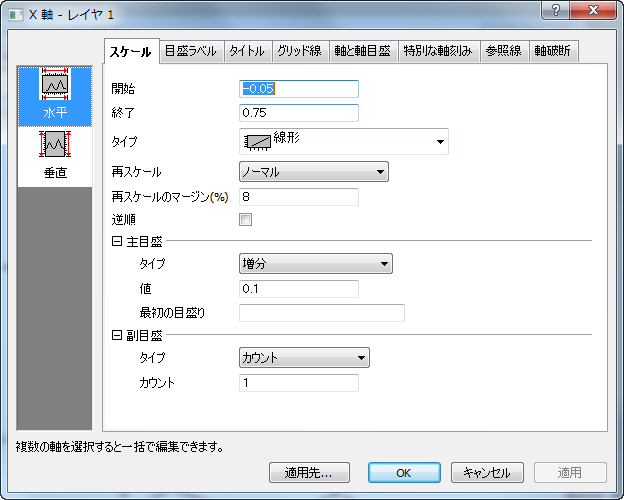 X 軸 - レイヤ 1
スケール 目盛ラベル タイトル グリッド線 軸と軸目盛 特別な軸刻み 参照線 軸破断
水平
垂直
開始 -0.05
終了 0.75
タイプ 線形
再スケール ノーマル
再スケールのマージン(%) 8
逆順
主目盛
タイプ 増分
値 0.1
最初の目盛り
副目盛
タイプ カウント
カウント 1
複数の軸を選択すると一括で編集できます。
適用先... OK キャンセル 適用